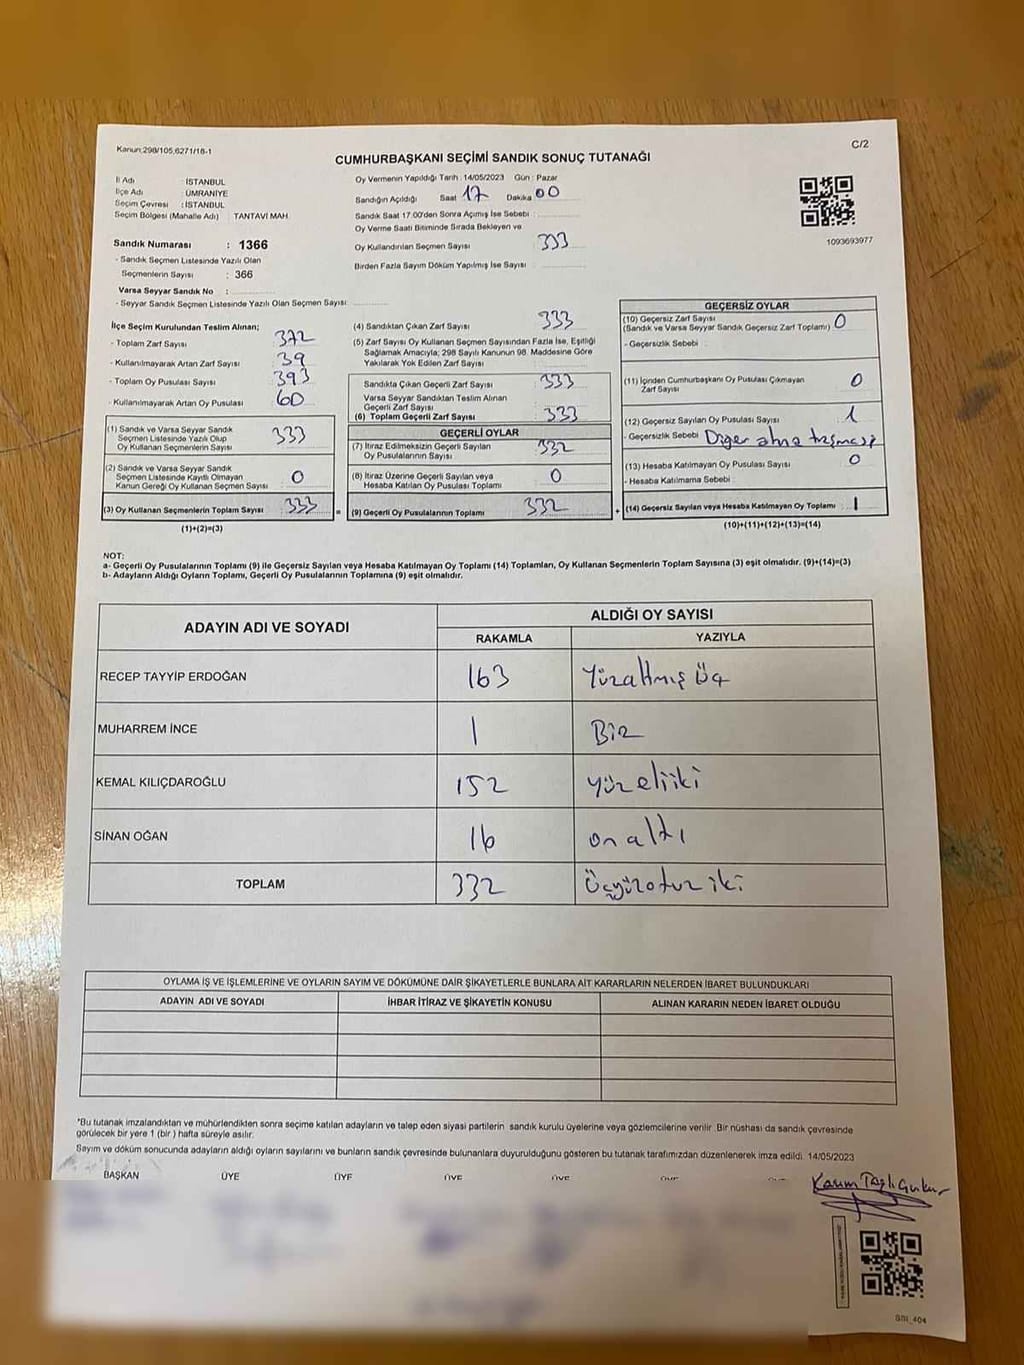 Kanun;298/105,6271/16-1
C/2
CUMHURBAŞKANI SEÇİMİ SANDIK SONUÇ TUTANAĞI
İl Adı : İSTANBUL
İlçe Adı : ÜMRANİYE
Seçim Çevresi : İSTANBUL
Seçim Bölgesi (Mahalle Adı) TANTAVİ MAH.
Sandık Numarası : 1366
- Sandık Seçmen Listesinde Yazılı Olan
Seçmenlerin Sayısı : 366
Varsa Seyyar Sandık No :
- Seyyar Sandık Seçmen Listesinde Yazılı Olan Seçmen Sayısı:
Oy Vermenin Yapıldığı Tarih : 14/05/2023 Gün : Pazar
Sandığın Açıldığı Saat 17 Dakika 00
Sandık Saat 17.00'den Sonra Açımış İse Sebebi :
Oy Verme Saati Bitiminde Sırada Bekleyen ve
Oy Kullandırılan Seçmen Sayısı : 333
Birden Fazla Sayım Döküm Yapılmış İse Sayısı :
1093693977
İlçe Seçim Kurulundan Teslim Alınan;
- Toplam Zarf Sayısı : 372
- Kullanılmayarak Artan Zarf Sayısı : 39
- Toplam Oy Pusulası Sayısı : 393
- Kullanılmayarak Artan Oy Pusulası : 60
(1) Sandık ve Varsa Seyyar Sandık
Seçmen Listesinde Yazılı Olup
Oy Kullanan Seçmenlerin Sayısı : 333
(2) Sandık ve Varsa Seyyar Sandık
Seçmen Listesinde Kayıtlı Olmayan
Kanun Gereği Oy Kullanan Seçmen Sayısı : 0
(3) Oy Kullanan Seçmenlerin Toplam Sayısı : 333
(1)+(2)=(3)
(4) Sandıktan Çıkan Zarf Sayısı : 333
(5) Zarf Sayısı Oy Kullanan Seçmen Sayısından Fazla İse, Eşitliği
Sağlamak Amacıyla; 298 Sayılı Kanunun 98. Maddesine Göre
Yakılarak Yok Edilen Zarf Sayısı :
Sandıkta Çıkan Geçerli Zarf Sayısı : 333
Varsa Seyyar Sandıktan Teslim Alınan
Geçerli Zarf Sayısı :
(6) Toplam Geçerli Zarf Sayısı : 333
GEÇERLİ OYLAR
(7) İtiraz Edilmeksizin Geçerli Sayılan
Oy Pusulalarının Sayısı : 332
(8) İtiraz Üzerine Geçerli Sayılan veya
Hesaba Katılan Oy Pusulası Toplamı : 0
= (9) Geçerli Oy Pusulalarının Toplamı : 332
GEÇERSİZ OYLAR
(10) Geçersiz Zarf Sayısı
(Sandık ve Varsa Seyyar Sandık Geçersiz Zarf Toplamı) : 0
- Geçersizlik Sebebi :
(11) İçinden Cumhurbaşkanı Oy Pusulası Çıkmayan
Zarf Sayısı : 0
(12) Geçersiz Sayılan Oy Pusulası Sayısı : 1
- Geçersizlik Sebebi Diğer alna taşması
(13) Hesaba Katılmayan Oy Pusulası Sayısı : 0
- Hesaba Katılmama Sebebi :
+ (14) Geçersiz Sayılan veya Hesaba Katılmayan Oy Toplamı : 1
(10)+(11)+(12)+(13)=(14)
NOT:
a- Geçerli Oy Pusulalarının Toplamı (9) ile Geçersiz Sayılan veya Hesaba Katılmayan Oy Toplamı (14) Toplamları, Oy Kullanan Seçmenlerin Toplam Sayısına (3) eşit olmalıdır. (9)+(14)=(3)
b- Adayların Aldığı Oyların Toplamı, Geçerli Oy Pusulalarının Toplamına (9) eşit olmalıdır.
ADAYIN ADI VE SOYADI ALDIĞI OY SAYISI
RAKAMLA YAZIYLA
RECEP TAYYİP ERDOĞAN 163 Yüzaltmış üç
MUHARREM İNCE 1 Bir
KEMAL KILIÇDAROĞLU 152 yüzelliiki
SİNAN OĞAN 16 on altı
TOPLAM 332 Üçyüzotuz iki
OYLAMA İŞ VE İŞLEMLERİNE VE OYLARIN SAYIM VE DÖKÜMÜNE DAİR ŞİKAYETLERLE BUNLARA AİT KARARLARIN NELERDEN İBARET BULUNDUKLARI
ADAYIN ADI VE SOYADI İHBAR İTİRAZ VE ŞİKAYETİN KONUSU ALINAN KARARIN NEDEN İBARET OLDUĞU
*Bu tutanak imzalandıktan ve mühürlendikten sonra seçime katılan adayların ve talep eden siyasi partilerin sandık kurulu üyelerine veya gözlemcilerine verilir. Bir nüshası da sandık çevresinde
görülecek bir yere 1 (bir ) hafta süreyle asılır.
Sayım ve döküm sonucunda adayların aldığı oyların sayılarını ve bunların sandık çevresinde bulunanlara duyurulduğunu gösteren bu tutanak tarafımızdan düzenlenerek imza edildi. 14/05/2023
BAŞKAN ÜYE ÜYE ÜYE ÜYE